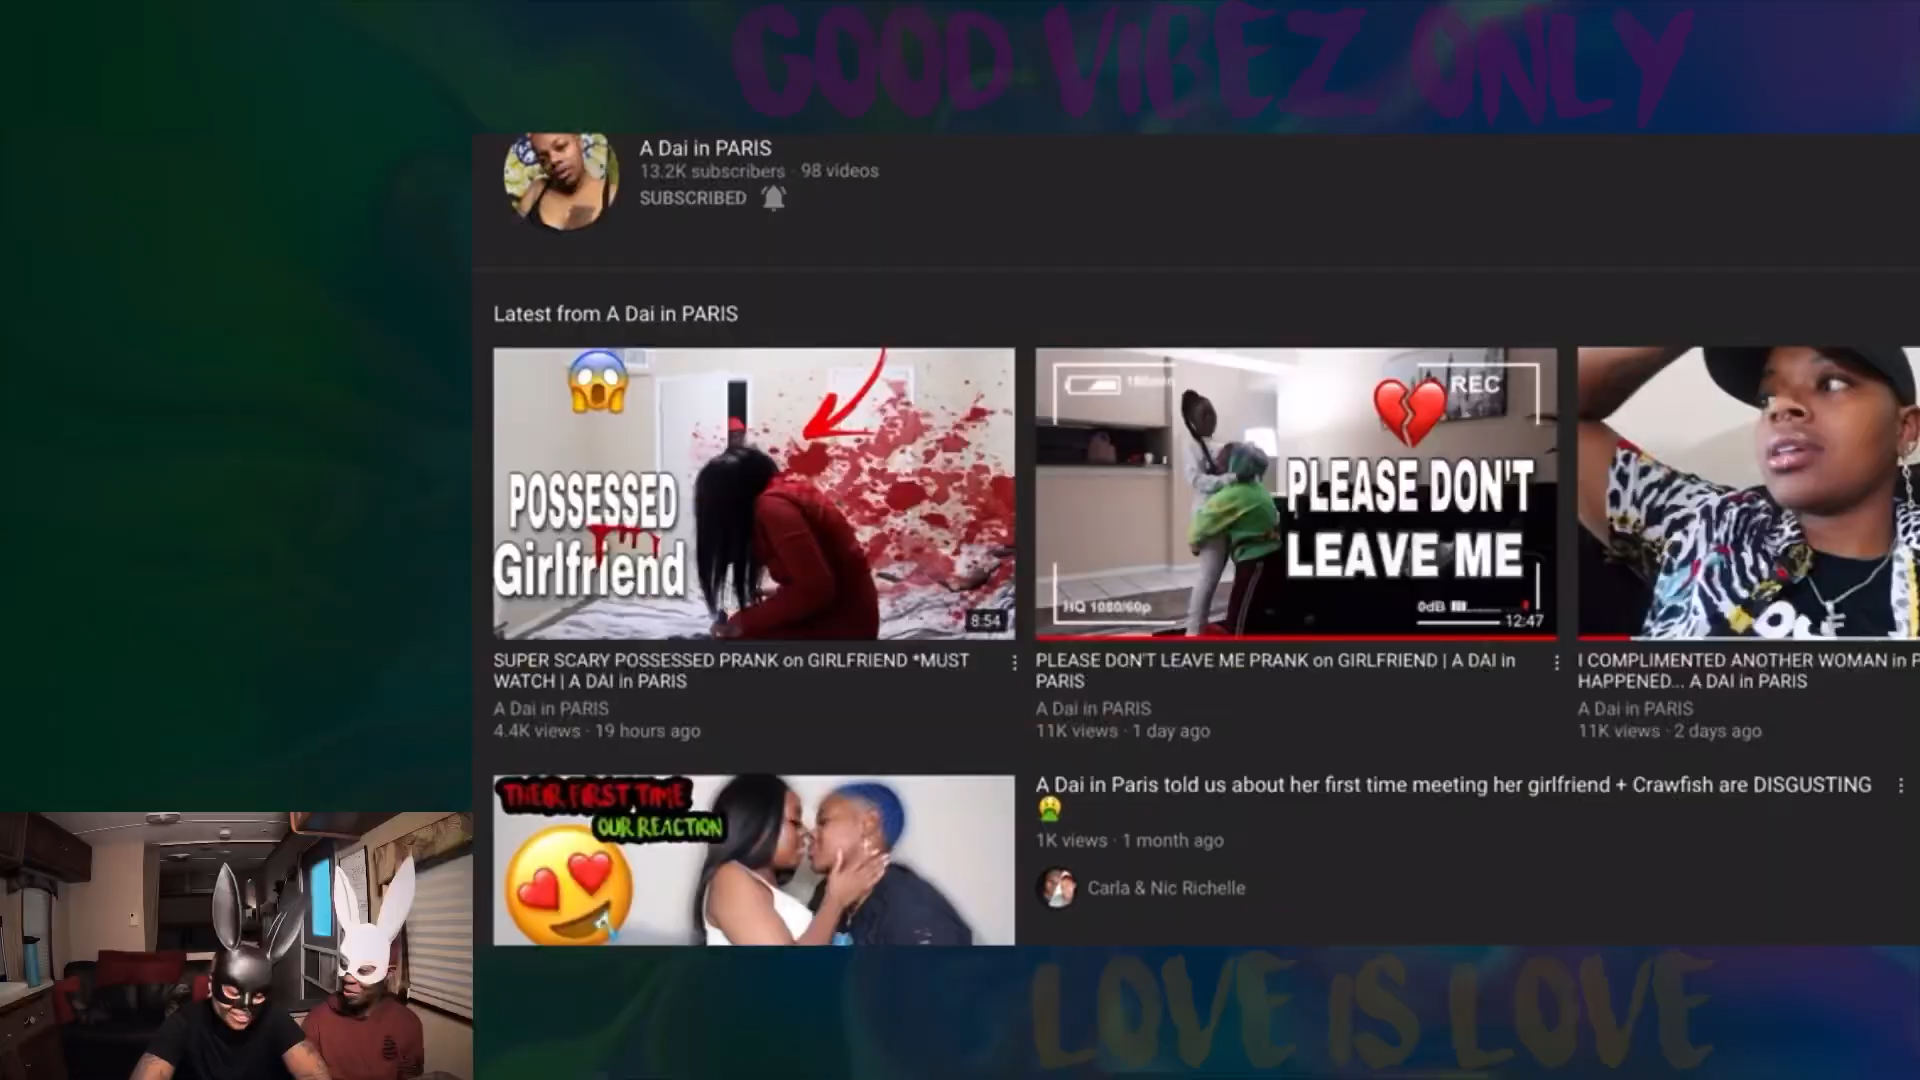 GOOD VIBEZ ONLY
A Dai in PARIS
13.2K subscribers · 98 videos
SUBSCRIBED
Latest from A Dai in PARIS
POSSESSED
Girlfriend
8:54
REC
PLEASE DON'T
LEAVE ME
HQ 1080/60p
0dB
12:47
SUPER SCARY POSSESSED PRANK on GIRLFRIEND *MUST
WATCH | A DAI in PARIS
A Dai in PARIS
4.4K views · 19 hours ago
PLEASE DON'T LEAVE ME PRANK on GIRLFRIEND | A DAI in
PARIS
A Dai in PARIS
11K views · 1 day ago
I COMPLIMENTED ANOTHER WOMAN in
HAPPENED... A DAI in PARIS
A Dai in PARIS
11K views · 2 days ago
THEIR FIRST TIME
OUR REACTION
A Dai in Paris told us about her first time meeting her girlfriend + Crawfish are DISGUSTING
🤮
1K views · 1 month ago
Carla & Nic Richelle
LOVE IS LOVE